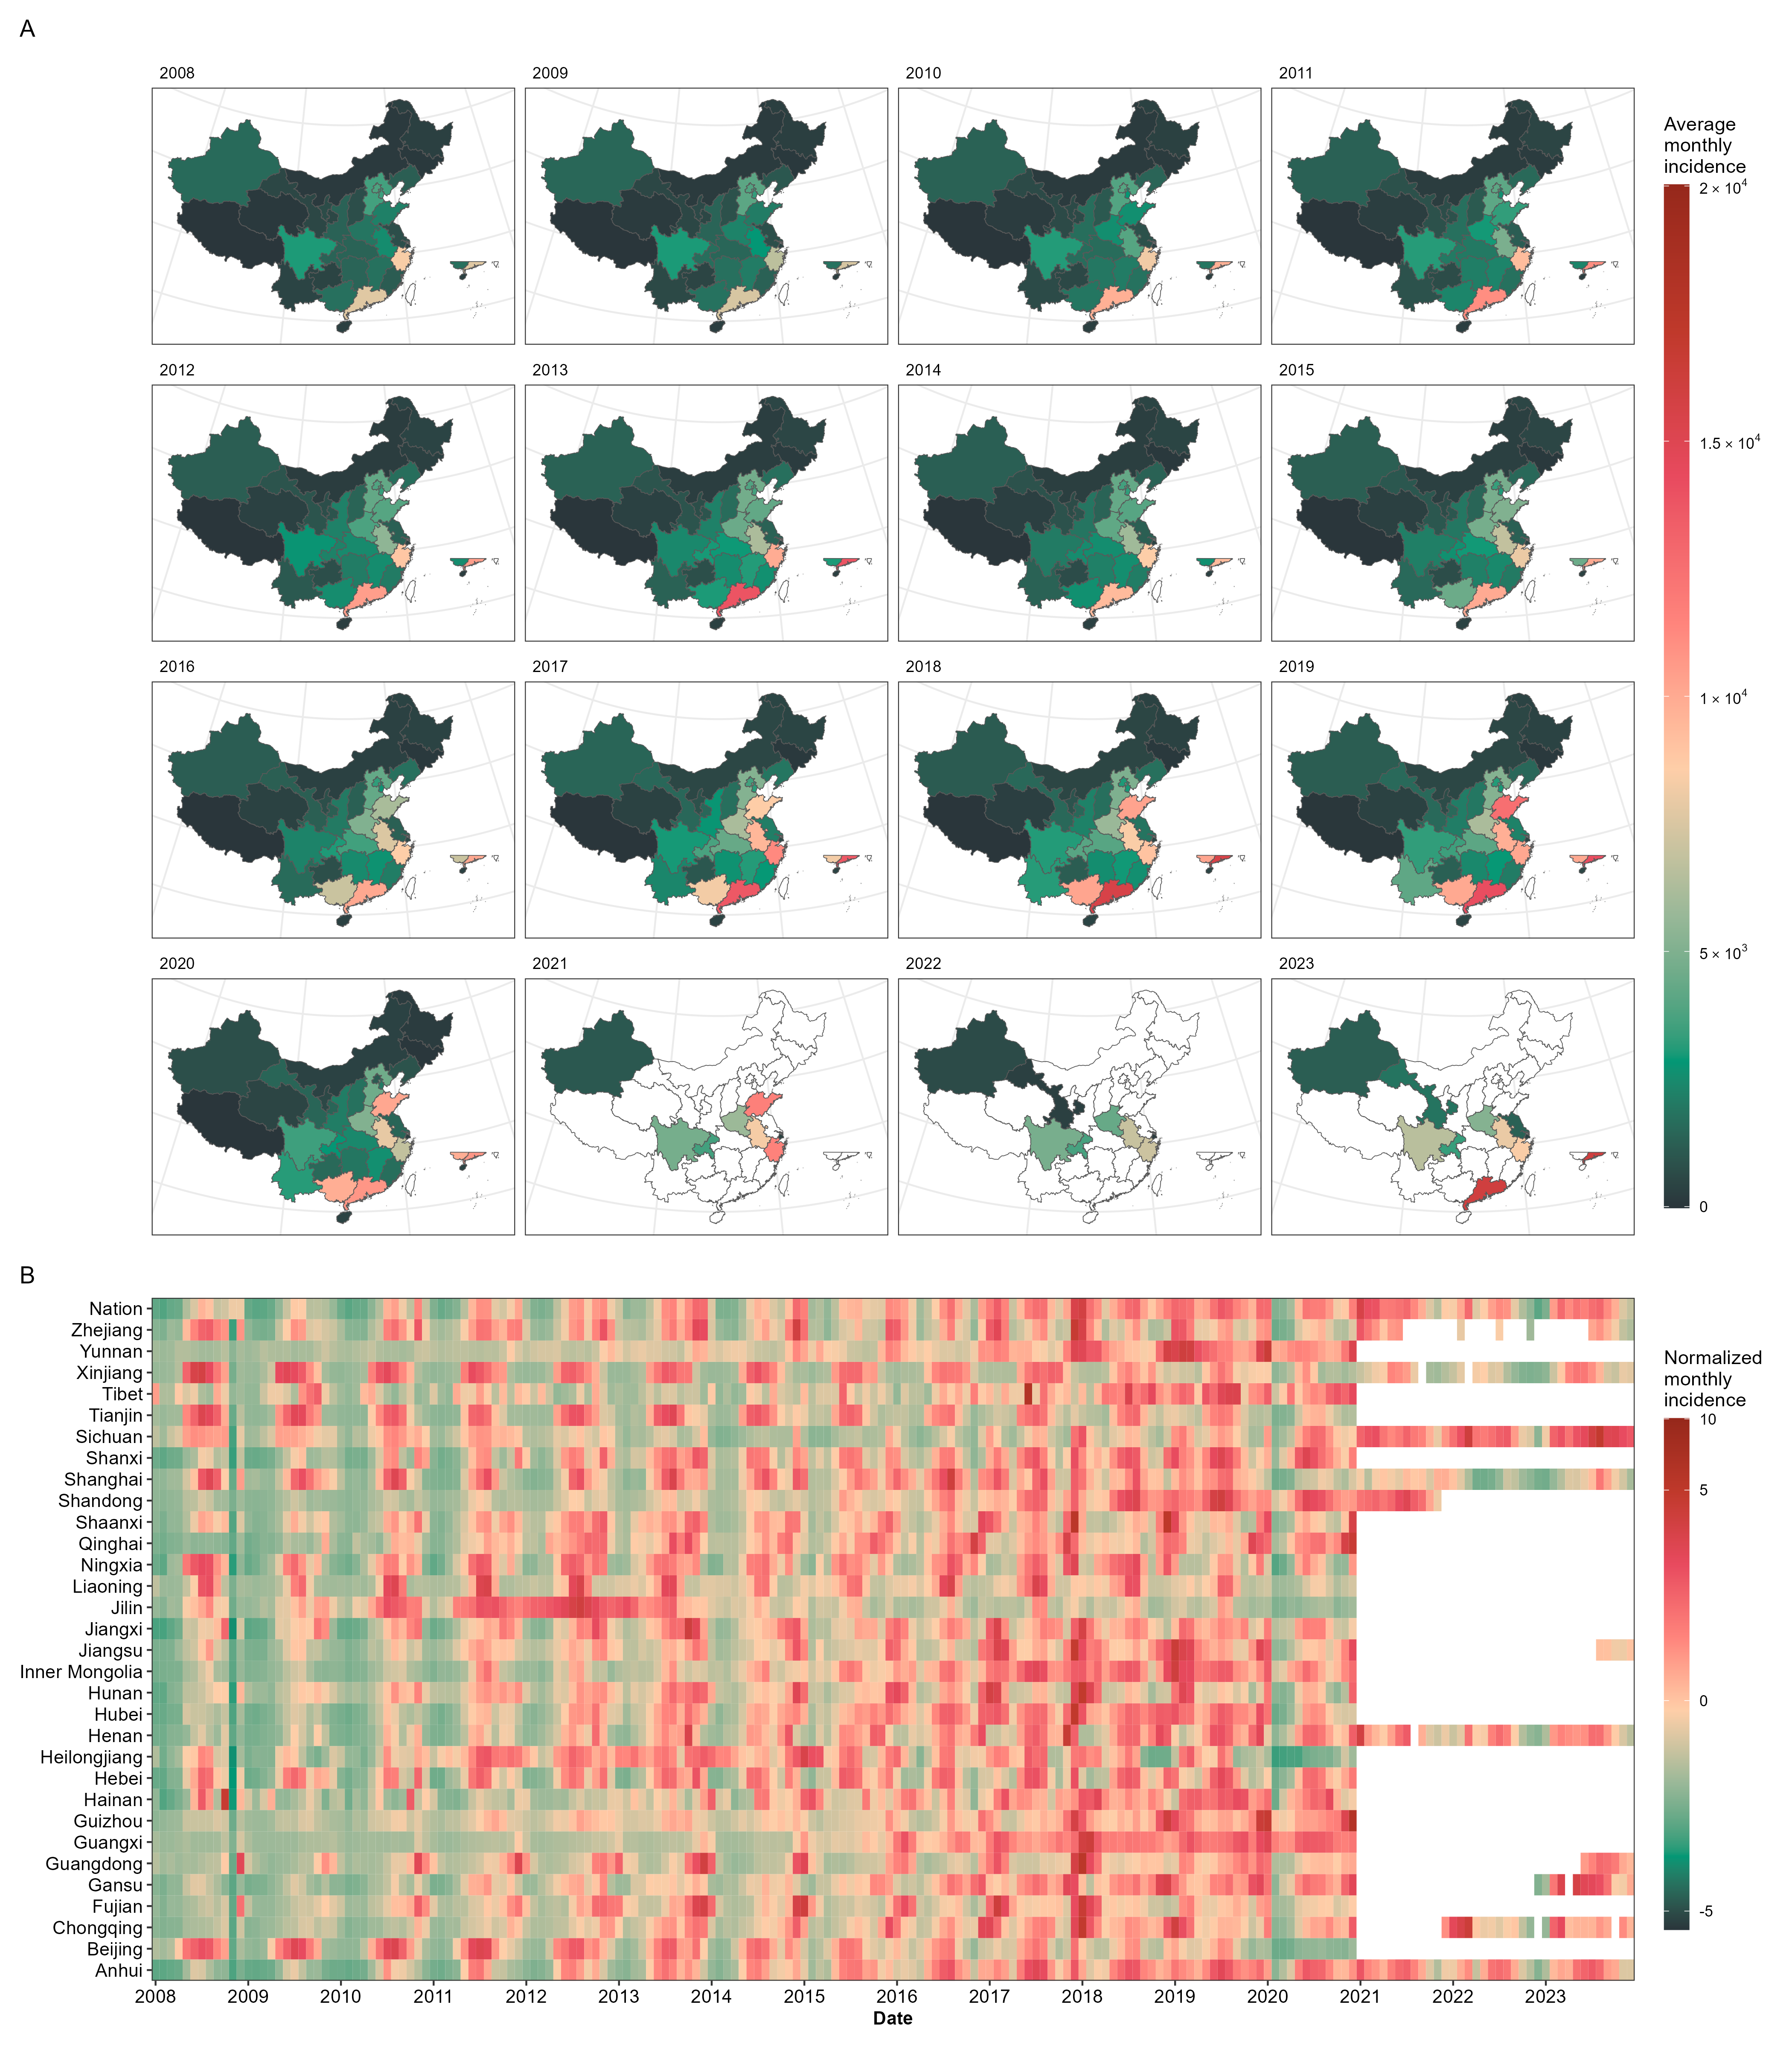 A
2008
2009
2010
2011
Average
monthly
incidence
2 × 10⁴
1.5 × 10⁴
1 × 10⁴
5 × 10³
0
2012
2013
2014
2015
2016
2017
2018
2019
2020
2021
2022
2023
B
Nation
Zhejiang
Yunnan
Xinjiang
Tibet
Tianjin
Sichuan
Shanxi
Shanghai
Shandong
Shaanxi
Qinghai
Ningxia
Liaoning
Jilin
Jiangxi
Jiangsu
Inner Mongolia
Hunan
Hubei
Henan
Heilongjiang
Hebei
Hainan
Guizhou
Guangxi
Guangdong
Gansu
Fujian
Chongqing
Beijing
Anhui
2008 2009 2010 2011 2012 2013 2014 2015 2016 2017 2018 2019 2020 2021 2022 2023
Date
Normalized
monthly
incidence
10
5
0
-5